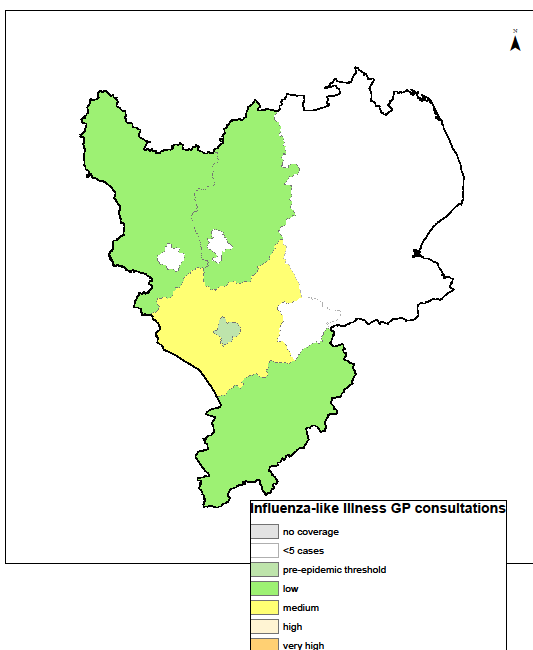 N
Influenza-like Illness GP consultations
no coverage
<5 cases
pre-epidemic threshold
low
medium
high
very high